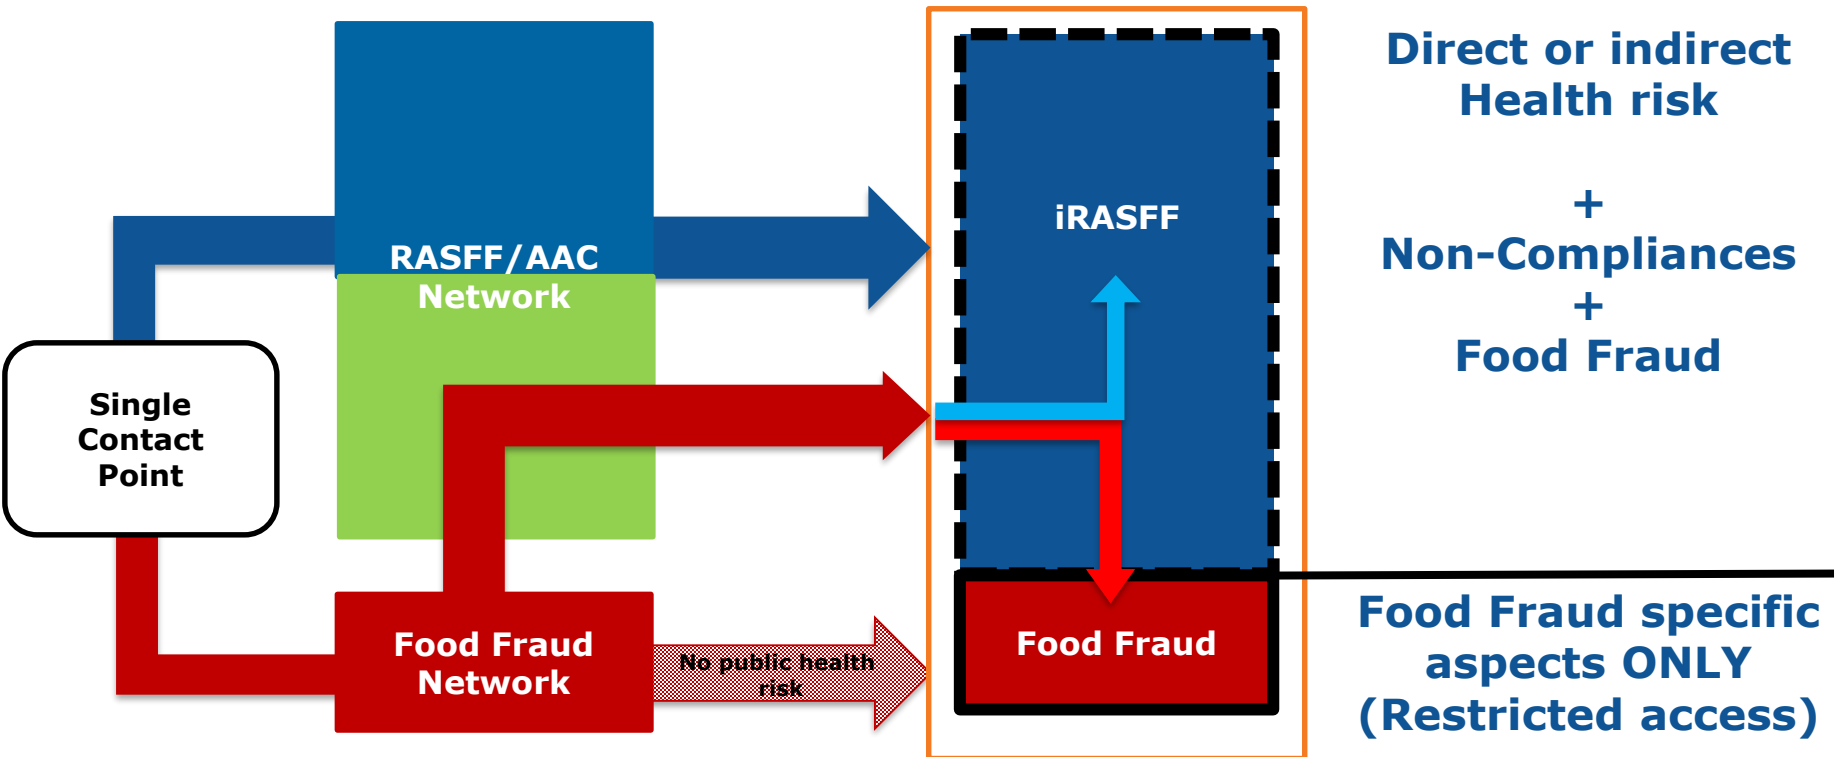 Single
Contact
Point
RASFF/AAC
Network
Food Fraud
Network
No public health
risk
iRASFF
Food Fraud
Direct or indirect
Health risk
+
Non-Compliances
+
Food Fraud
Food Fraud specific
aspects ONLY
(Restricted access)